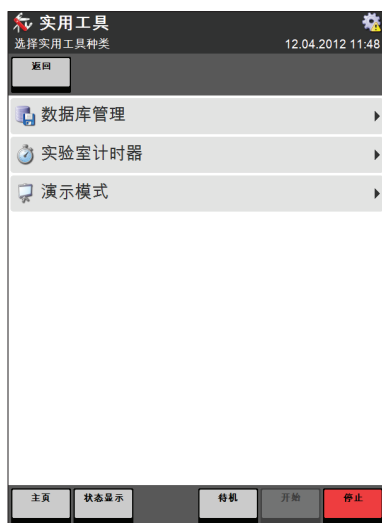 实用工具
选择实用工具种类 12.04.2012 11:48
返回
数据库管理
实验室计时器
演示模式
主页 状态显示 待机 开始 停止